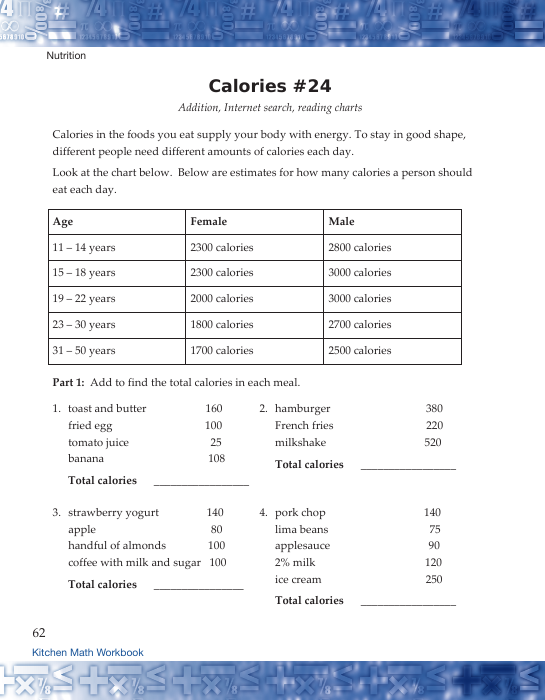 Nutrition
Calories #24
Addition, Internet search, reading charts
Calories in the foods you eat supply your body with energy. To stay in good shape,
different people need different amounts of calories each day.
Look at the chart below.  Below are estimates for how many calories a person should
eat each day.
Age Female Male
11 – 14 years 2300 calories 2800 calories
15 – 18 years 2300 calories 3000 calories
19 – 22 years 2000 calories 3000 calories
23 – 30 years 1800 calories 2700 calories
31 – 50 years 1700 calories 2500 calories
Part 1:  Add to find the total calories in each meal.
1. toast and butter 160
fried egg 100
tomato juice 25
banana 108
Total calories _________________
2. hamburger 380
French fries 220
milkshake 520
Total calories _________________
3. strawberry yogurt 140
apple 80
handful of almonds 100
coffee with milk and sugar 100
Total calories ________________
4. pork chop 140
lima beans 75
applesauce 90
2% milk 120
ice cream 250
Total calories _________________
62
Kitchen Math Workbook